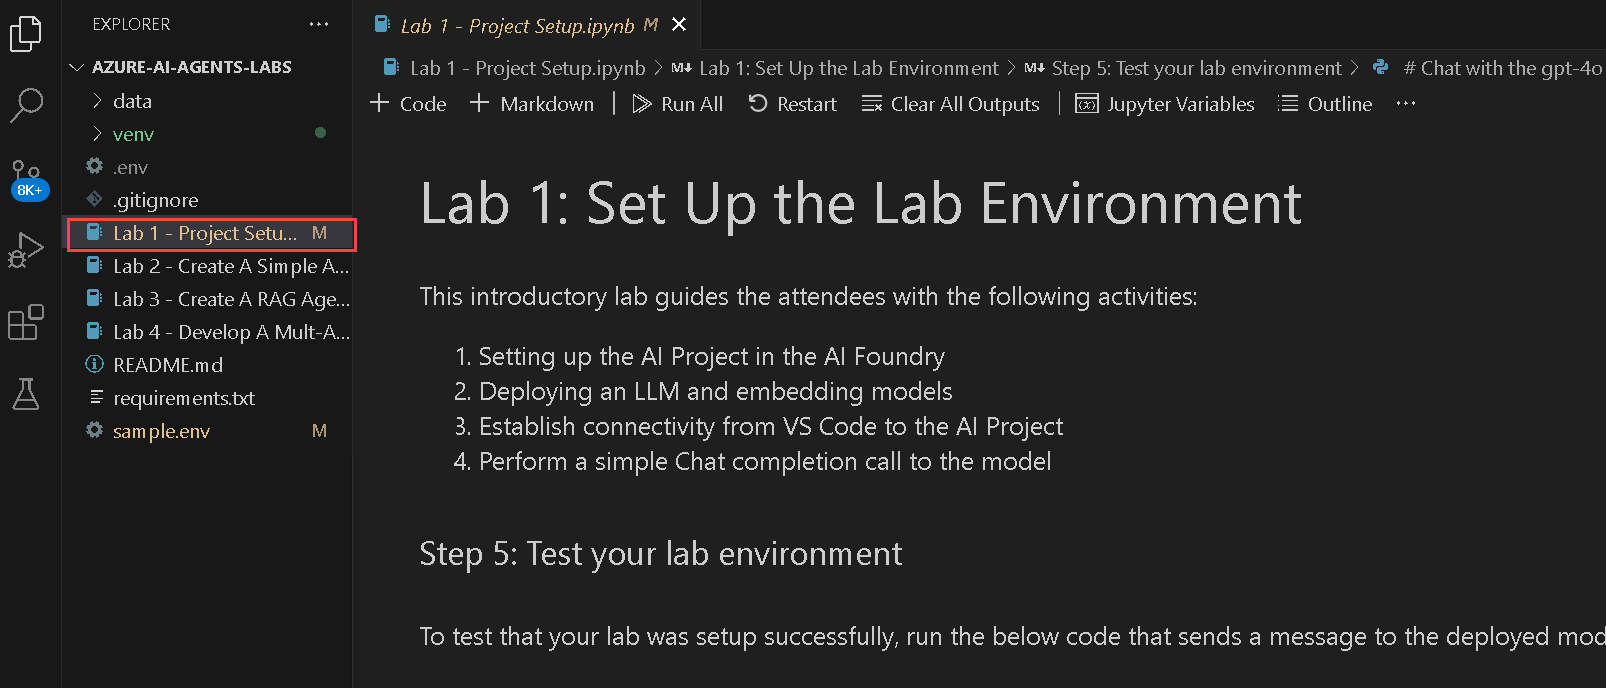 EXPLORER
AZURE-AI-AGENTS-LABS
data
venv
.env
.gitignore
Lab 1 - Project Setu... M
Lab 2 - Create A Simple A...
Lab 3 - Create A RAG Age...
Lab 4 - Develop A Mult-A...
README.md
requirements.txt
sample.env M
8K+
Lab 1 - Project Setup.ipynb M
Lab 1 - Project Setup.ipynb > M↓ Lab 1: Set Up the Lab Environment > M↓ Step 5: Test your lab environment > # Chat with the gpt-4o
+ Code + Markdown | Run All Restart Clear All Outputs | Jupyter Variables Outline ...
Lab 1: Set Up the Lab Environment
This introductory lab guides the attendees with the following activities:
1. Setting up the AI Project in the AI Foundry
2. Deploying an LLM and embedding models
3. Establish connectivity from VS Code to the AI Project
4. Perform a simple Chat completion call to the model
Step 5: Test your lab environment
To test that your lab was setup successfully, run the below code that sends a message to the deployed mod